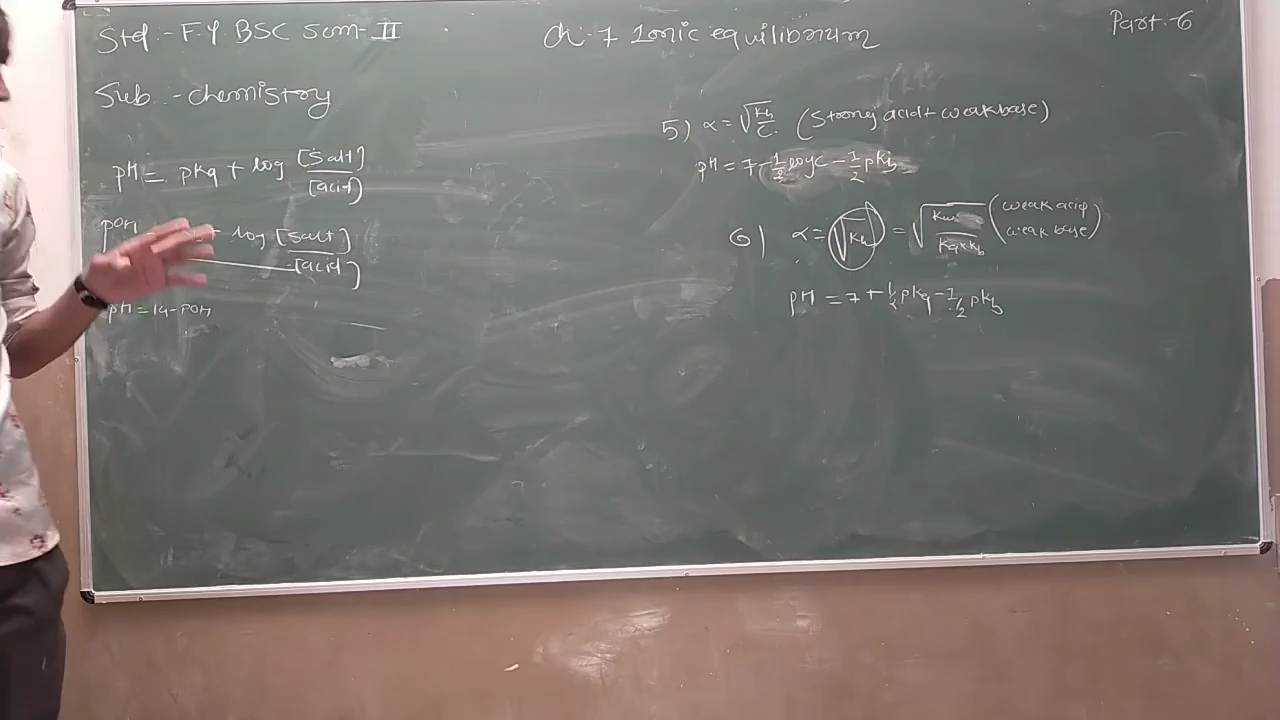 Std :- F.Y. BSC Sem-II
Ch.-7 Ionic equilibrium
Part.-6
Sub. :- chemistry
pH = pKa + log [Salt]/[acid]
pOH = + log [Salt]/[acid]
pH = 14 - POH
5) α = √Kh/C. (Strong acid + weak base)
pH = 7 - 1/2 logC - 1/2 pKb
6) α = √Kh = √Kw/Ka×Kb (weak acid weak base)
pH = 7 + 1/2 pKa - 1/2 pKb